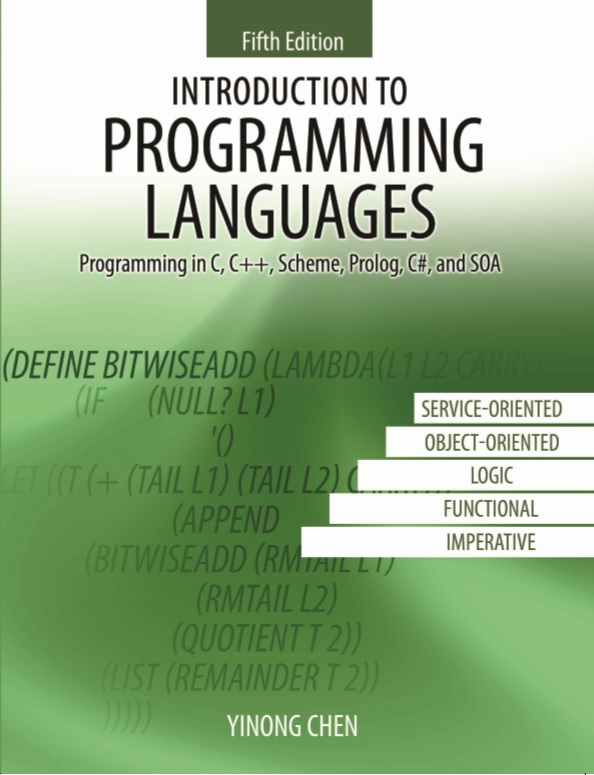 Fifth Edition
INTRODUCTION TO
PROGRAMMING
LANGUAGES
Programming in C, C++, Scheme, Prolog, C#, and SOA
(DEFINE BITWISEADD (LAMBDA(L1 L2 CARRY)
(IF (NULL? L1)
'()
LET ((T (+ (TAIL L1) (TAIL L2)
(APPEND
(BITWISEADD (RMTAIL L1)
(RMTAIL L2)
(QUOTIENT T 2))
(LIST (REMAINDER T 2))
)))))
SERVICE-ORIENTED
OBJECT-ORIENTED
LOGIC
FUNCTIONAL
IMPERATIVE
YINONG CHEN